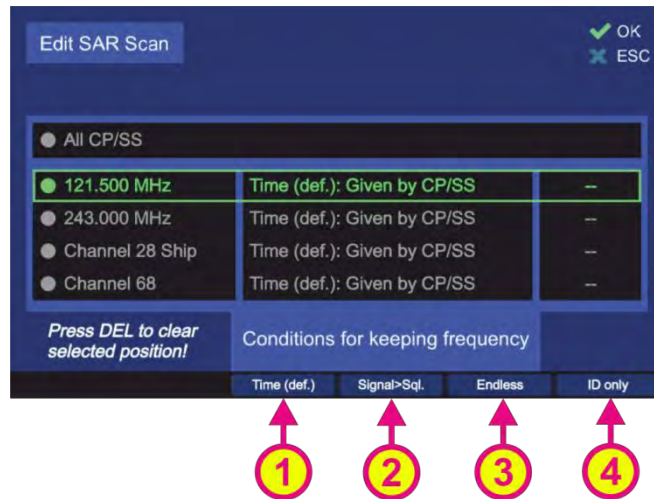 Edit SAR Scan
OK
ESC
All CP/SS
121.500 MHz Time (def.): Given by CP/SS --
243.000 MHz Time (def.): Given by CP/SS --
Channel 28 Ship Time (def.): Given by CP/SS --
Channel 68 Time (def.): Given by CP/SS --
Press DEL to clear
selected position!
Conditions for keeping frequency
Time (def.) Signal>Sql. Endless ID only
1 2 3 4